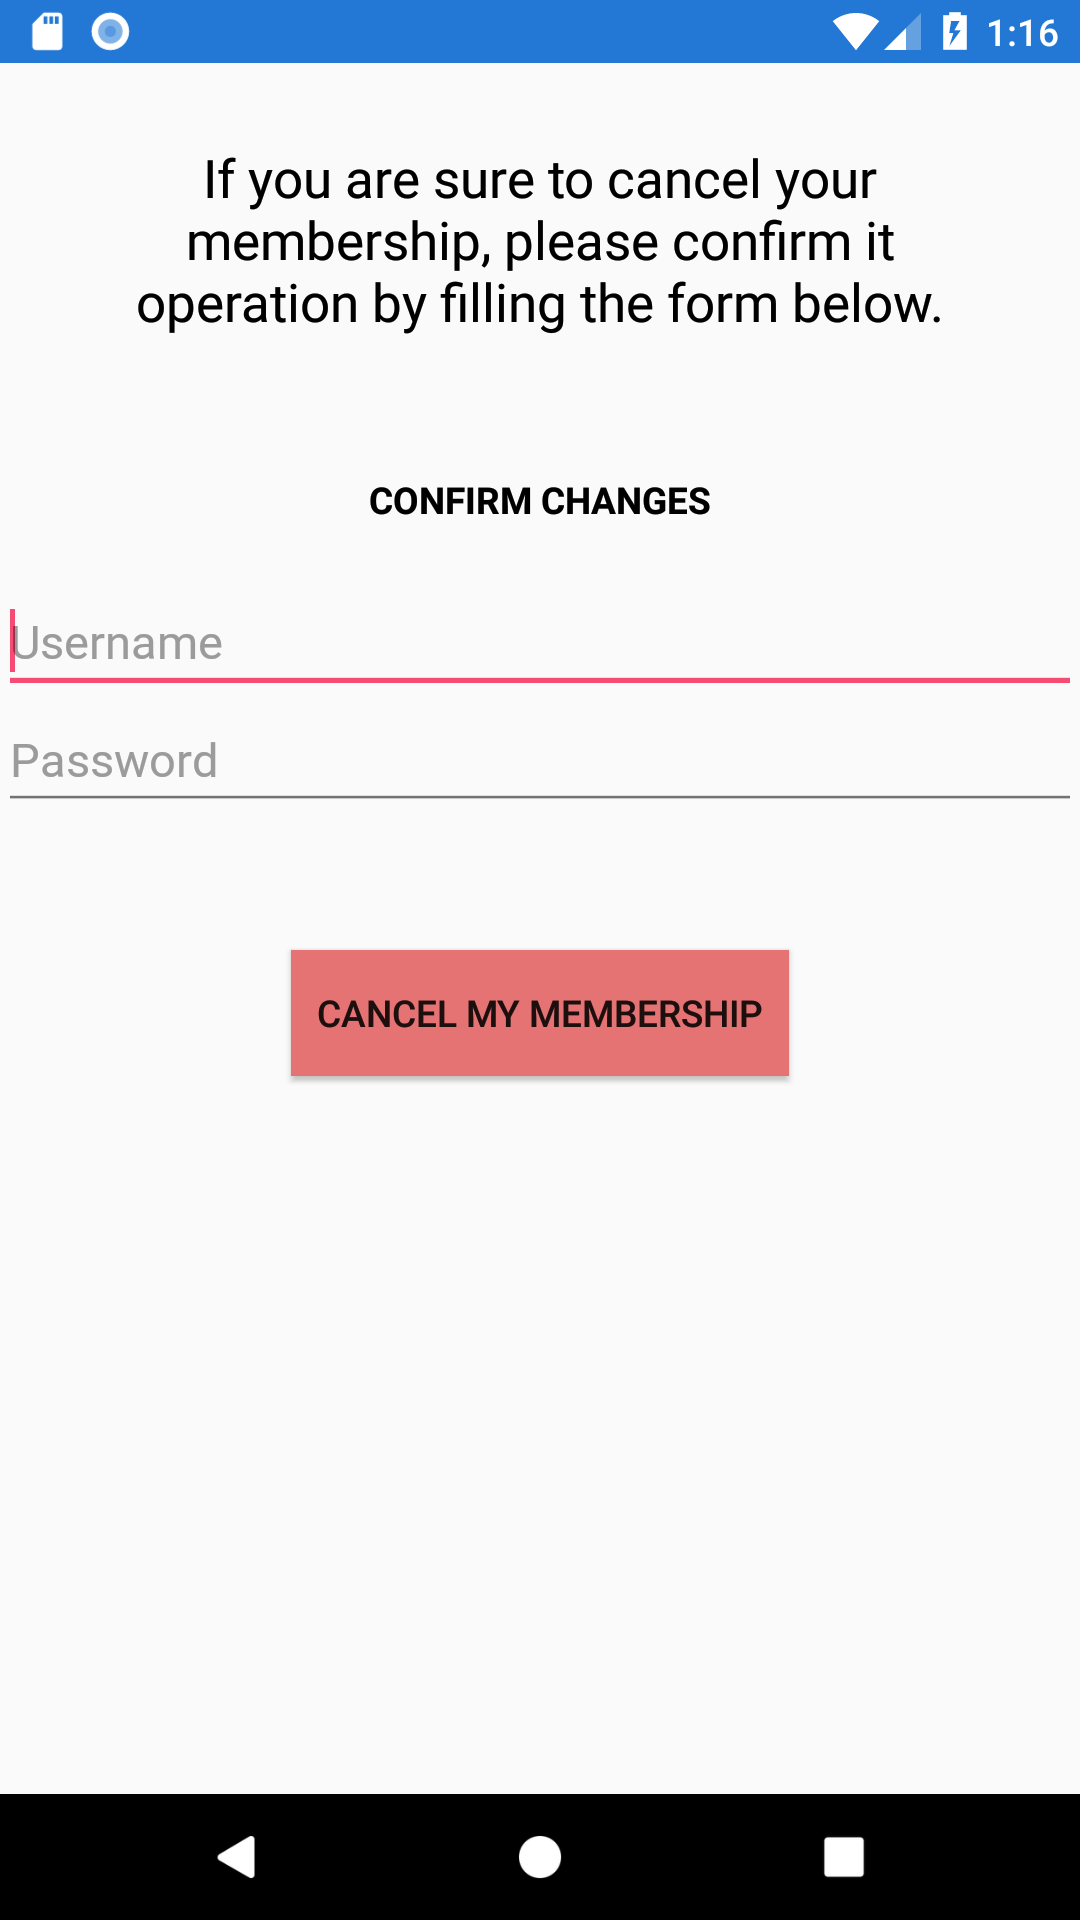 1:16
If you are sure to cancel your
membership, please confirm it
operation by filling the form below.
CONFIRM CHANGES
Username
Password
CANCEL MY MEMBERSHIP